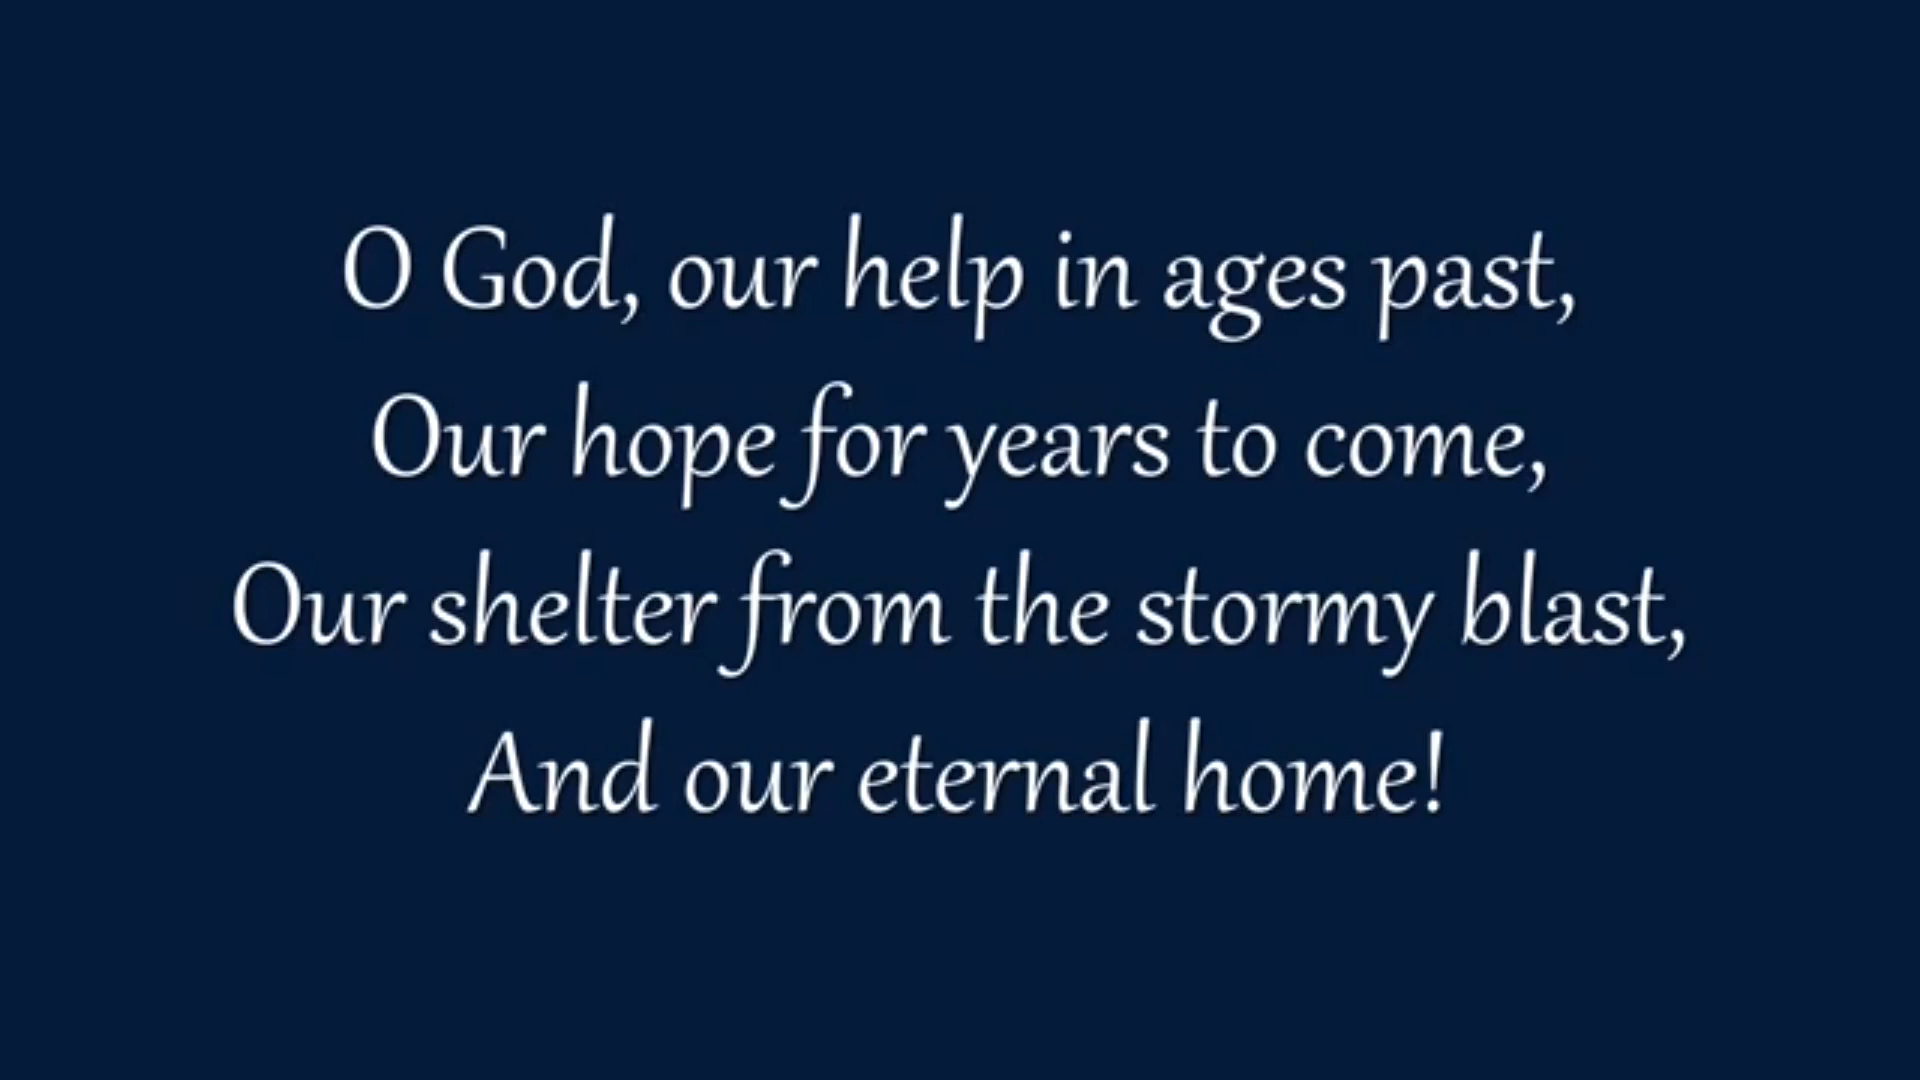 O God, our help in ages past,
Our hope for years to come,
Our shelter from the stormy blast,
And our eternal home!